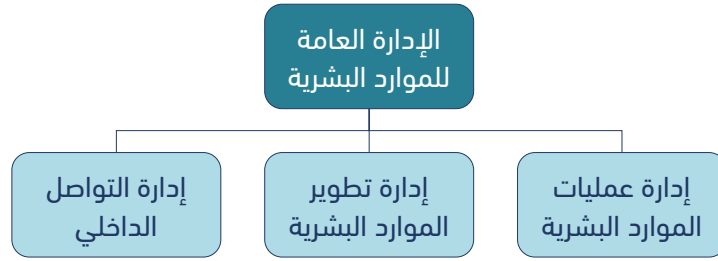 الإدارة العامة
للموارد البشرية
إدارة عمليات
الموارد البشرية
إدارة تطوير
الموارد البشرية
إدارة التواصل
الداخلي